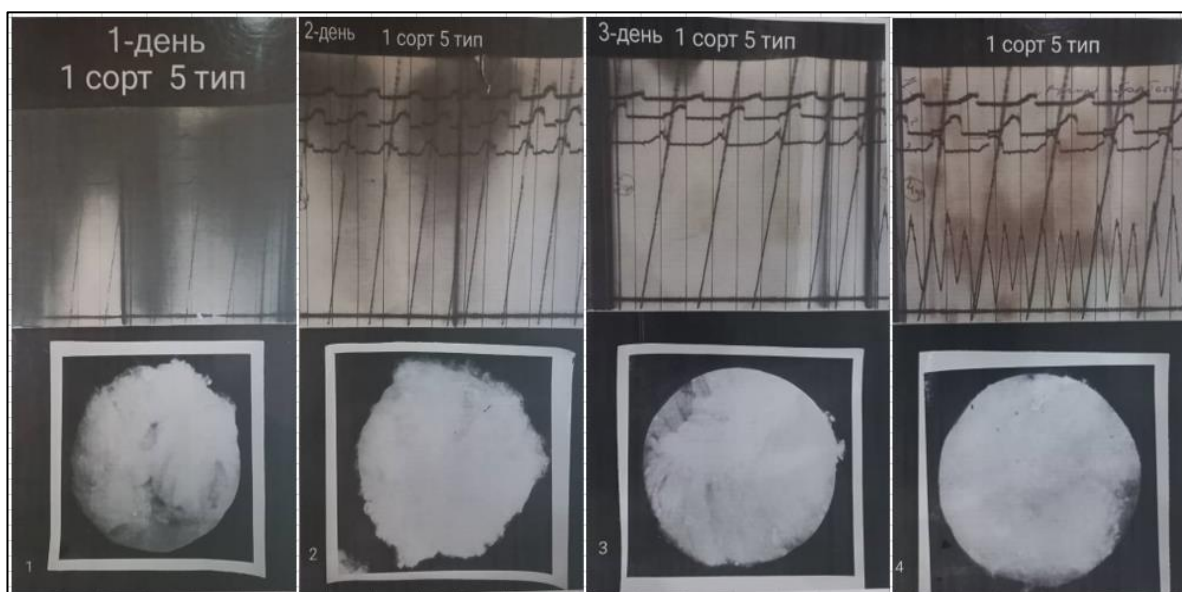 1-день
1 сорт 5 тип
2-день 1 сорт 5 тип
3-день 1 сорт 5 тип
1 сорт 5 тип
1
2
3
4